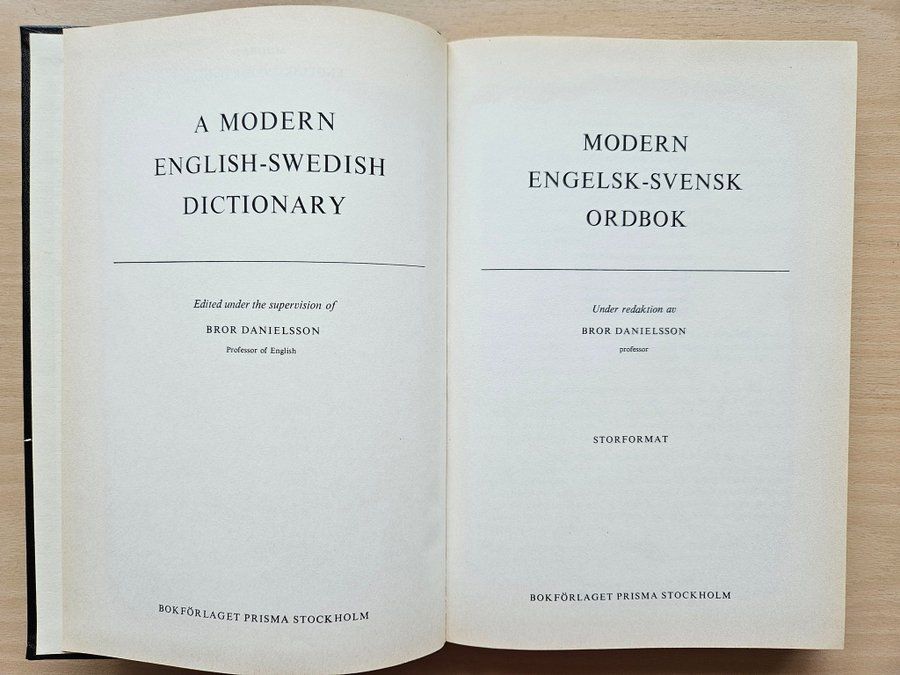 A MODERN
ENGLISH-SWEDISH
DICTIONARY
Edited under the supervision of
BROR DANIELSSON
Professor of English
BOKFÖRLAGET PRISMA STOCKHOLM
MODERN
ENGELSK-SVENSK
ORDBOK
Under redaktion av
BROR DANIELSSON
professor
STORFORMAT
BOKFÖRLAGET PRISMA STOCKHOLM